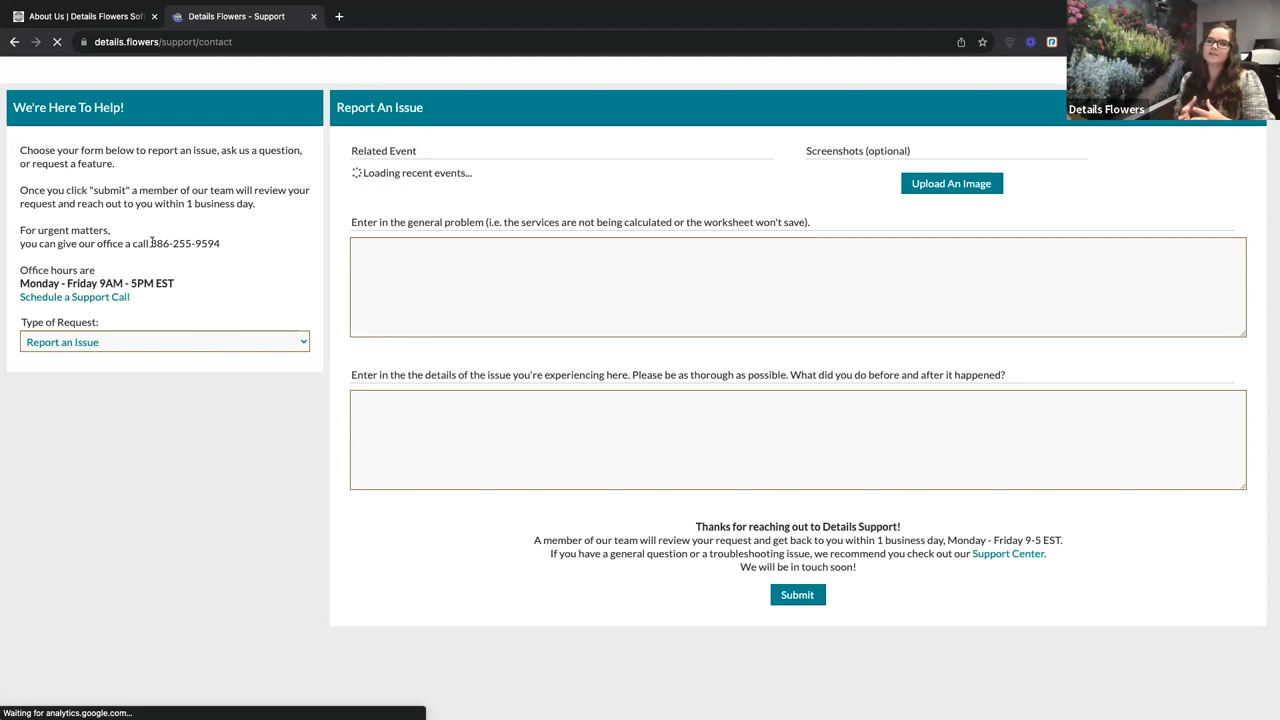 About Us | Details Flowers Sof
Details Flowers - Support
details.flowers/support/contact
Details Flowers
We're Here To Help!
Choose your form below to report an issue, ask us a question,
or request a feature.
Once you click "submit" a member of our team will review your
request and reach out to you within 1 business day.
For urgent matters,
you can give our office a call 386-255-9594
Office hours are
Monday - Friday 9AM - 5PM EST
Schedule a Support Call
Type of Request:
Report an Issue
Report An Issue
Related Event
Loading recent events...
Screenshots (optional)
Upload An Image
Enter in the general problem (i.e. the services are not being calculated or the worksheet won't save).
Enter in the the details of the issue you're experiencing here. Please be as thorough as possible. What did you do before and after it happened?
Thanks for reaching out to Details Support!
A member of our team will review your request and get back to you within 1 business day, Monday - Friday 9-5 EST.
If you have a general question or a troubleshooting issue, we recommend you check out our Support Center.
We will be in touch soon!
Submit
Waiting for analytics.google.com...